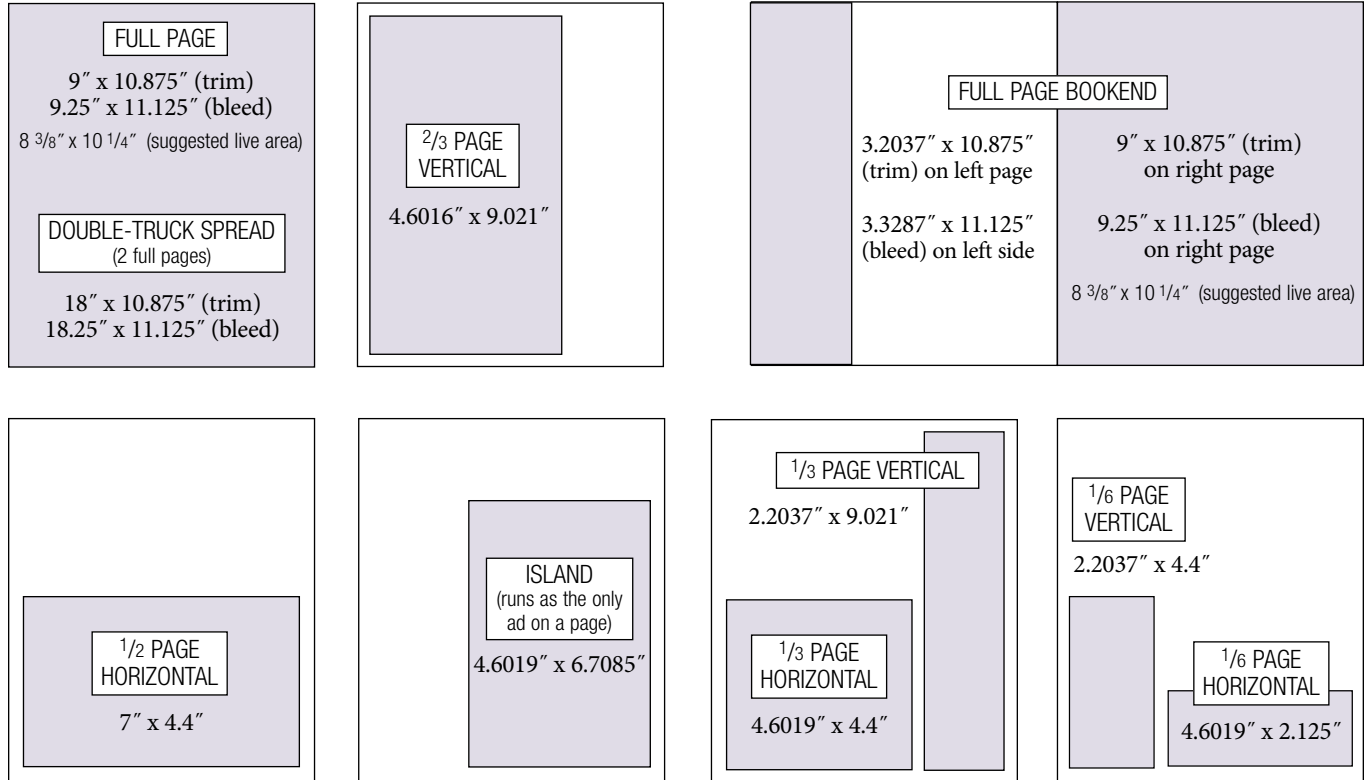 FULL PAGE
9″ x 10.875″ (trim)
9.25″ x 11.125″ (bleed)
8 3/8″ x 10 1/4″ (suggested live area)
DOUBLE-TRUCK SPREAD
(2 full pages)
18″ x 10.875″ (trim)
18.25″ x 11.125″ (bleed)
2/3 PAGE
VERTICAL
4.6016″ x 9.021″
FULL PAGE BOOKEND
3.2037″ x 10.875″
(trim) on left page
3.3287″ x 11.125″
(bleed) on left side
9″ x 10.875″ (trim)
on right page
9.25″ x 11.125″ (bleed)
on right page
8 3/8″ x 10 1/4″ (suggested live area)
1/2 PAGE
HORIZONTAL
7″ x 4.4″
ISLAND
(runs as the only
ad on a page)
4.6019″ x 6.7085″
1/3 PAGE VERTICAL
2.2037″ x 9.021″
1/3 PAGE
HORIZONTAL
4.6019″ x 4.4″
1/6 PAGE
VERTICAL
2.2037″ x 4.4″
1/6 PAGE
HORIZONTAL
4.6019″ x 2.125″